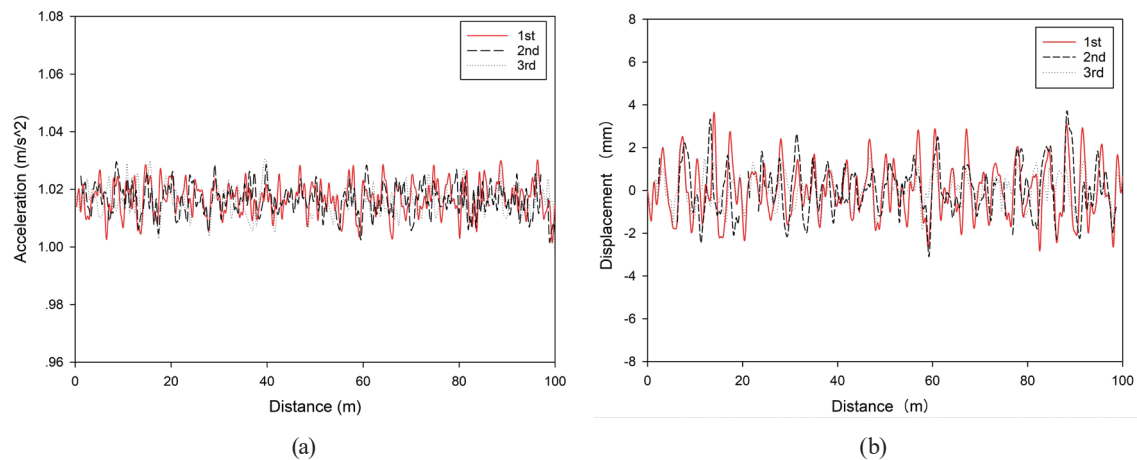 1.08
1.06
1.04
1.02
1.00
.98
.96
Acceleration (m/s^2)
0 20 40 60 80 100
Distance (m)
1st
2nd
3rd
(a)
8
6
4
2
0
-2
-4
-6
-8
Displacement (mm)
0 20 40 60 80 100
Distance (m)
1st
2nd
3rd
(b)